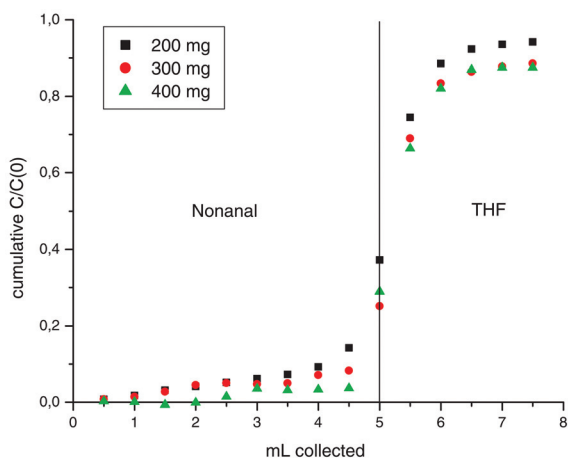 1,0
0,8
0,6
0,4
0,2
0,0
cumulative C/C(0)
200 mg
300 mg
400 mg
Nonanal
THF
0 1 2 3 4 5 6 7 8
mL collected